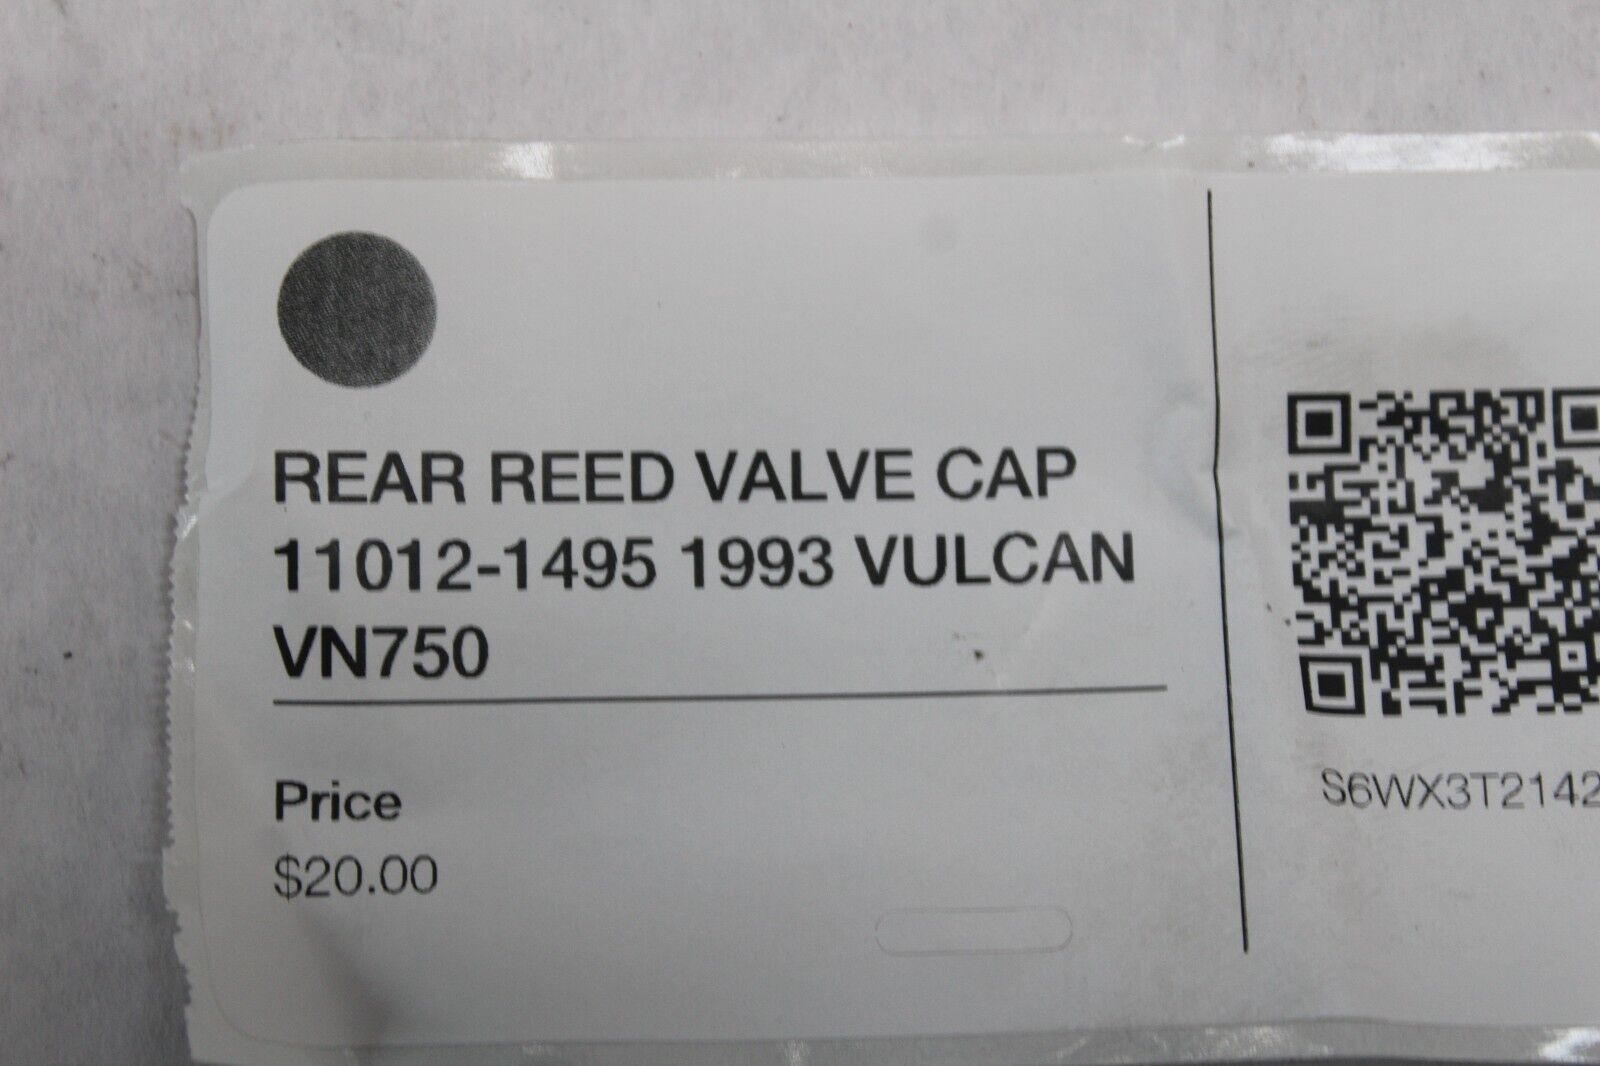 REAR REED VALVE CAP
11012-1495 1993 VULCAN
VN750
Price
$20.00
S6WX3T2142